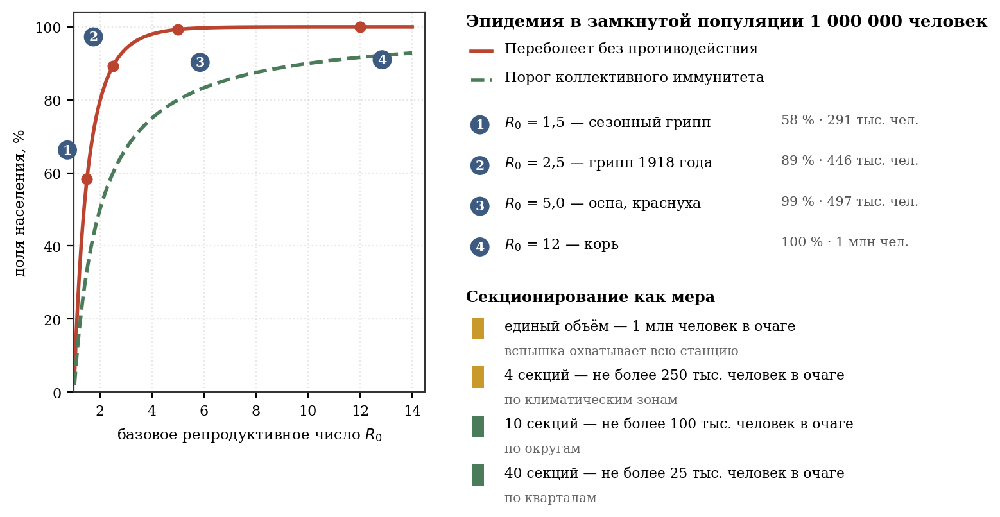 Эпидемия в замкнутой популяции 1 000 000 человек
Переболеет без противодействия
Порог коллективного иммунитета
1 R₀ = 1,5 — сезонный грипп 58 % · 291 тыс. чел.
2 R₀ = 2,5 — грипп 1918 года 89 % · 446 тыс. чел.
3 R₀ = 5,0 — оспа, краснуха 99 % · 497 тыс. чел.
4 R₀ = 12 — корь 100 % · 1 млн чел.
Секционирование как мера
единый объём — 1 млн человек в очаге
вспышка охватывает всю станцию
4 секций — не более 250 тыс. человек в очаге
по климатическим зонам
10 секций — не более 100 тыс. человек в очаге
по округам
40 секций — не более 25 тыс. человек в очаге
по кварталам
доля населения, %
100
80
60
40
20
0
1
2
3
4
2 4 6 8 10 12 14
базовое репродуктивное число R₀